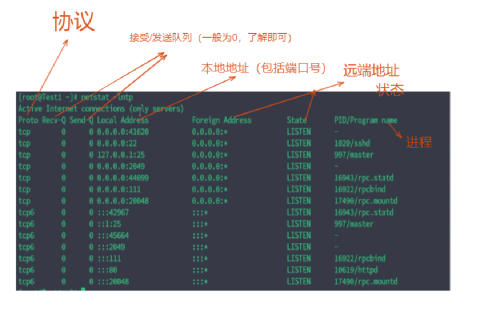 协议
接受/发送队列（一般为0，了解即可）
本地地址（包括端口号）
远端地址
状态
进程
[root@Test1 ~]# netstat -lntp
Active Internet connections (only servers)
Proto Recv-Q Send-Q Local Address Foreign Address State PID/Program name
tcp 0 0 0.0.0.0:41620 0.0.0.0:* LISTEN -
tcp 0 0 0.0.0.0:22 0.0.0.0:* LISTEN 1020/sshd
tcp 0 0 127.0.0.1:25 0.0.0.0:* LISTEN 997/master
tcp 0 0 0.0.0.0:2049 0.0.0.0:* LISTEN -
tcp 0 0 0.0.0.0:44099 0.0.0.0:* LISTEN 16943/rpc.statd
tcp 0 0 0.0.0.0:111 0.0.0.0:* LISTEN 16922/rpcbind
tcp 0 0 0.0.0.0:20048 0.0.0.0:* LISTEN 17490/rpc.mountd
tcp6 0 0 :::42967 :::* LISTEN 16943/rpc.statd
tcp6 0 0 ::1:25 :::* LISTEN 997/master
tcp6 0 0 :::45664 :::* LISTEN -
tcp6 0 0 :::2049 :::* LISTEN -
tcp6 0 0 :::111 :::* LISTEN 16922/rpcbind
tcp6 0 0 :::80 :::* LISTEN 10619/httpd
tcp6 0 0 :::20048 :::* LISTEN 17490/rpc.mountd